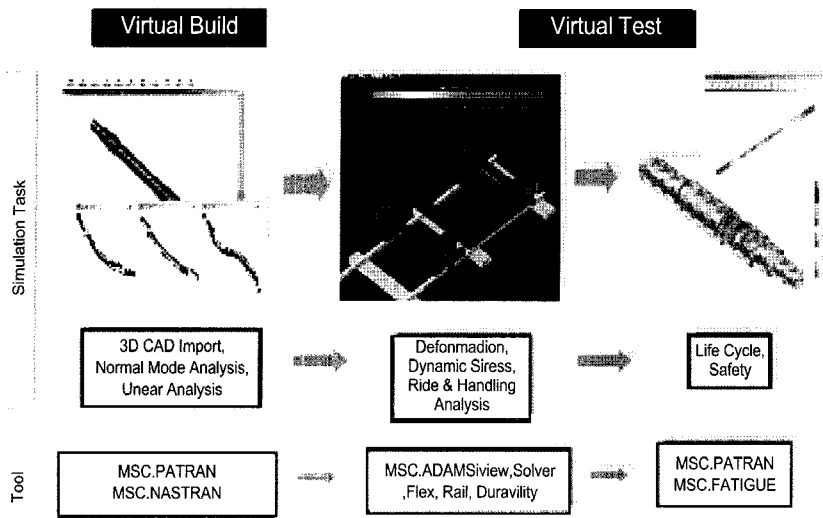 Virtual Build
Virtual Test
Simulation Task
3D CAD Import,
Normal Mode Analysis,
Unear Analysis
Defonmadion,
Dynamic Siress,
Ride & Handling
Analysis
Life Cycle,
Safety
Tool
MSC.PATRAN
MSC.NASTRAN
MSC.ADAMSiview,Solver
,Flex, Rail, Duravility
MSC.PATRAN
MSC.FATIGUE